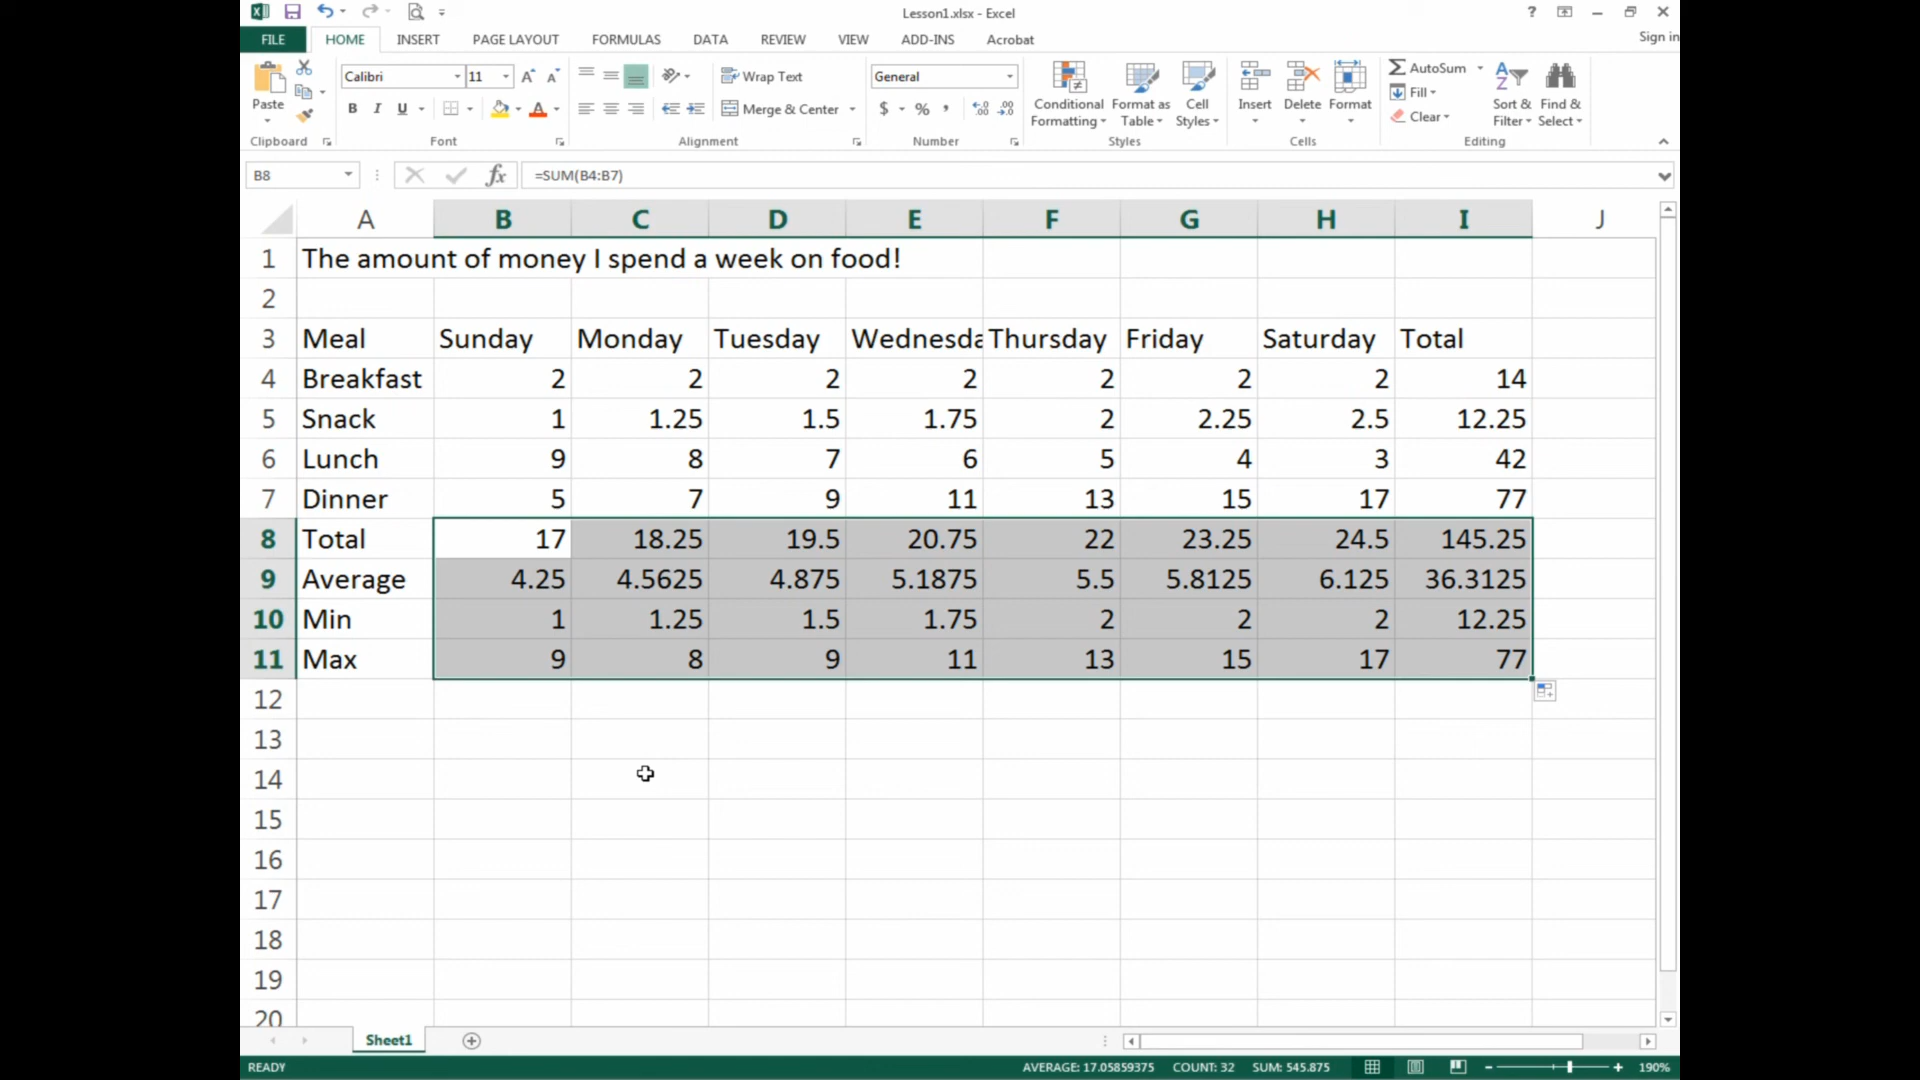 Lesson1.xlsx - Excel
?
FILE HOME INSERT PAGE LAYOUT FORMULAS DATA REVIEW VIEW ADD-INS Acrobat Sign in
Paste
Clipboard
Calibri 11 A A
B I U A
Font
Wrap Text
Merge & Center
Alignment
General
$ % ,
Number
Conditional Formatting
Format as Table
Cell Styles
Styles
Insert Delete Format
Cells
AutoSum
Fill
Clear
Sort & Filter
Find & Select
Editing
B8 fx =SUM(B4:B7)
A B C D E F G H I J
1 The amount of money I spend a week on food!
2
3 Meal Sunday Monday Tuesday Wednesda Thursday Friday Saturday Total
4 Breakfast 2 2 2 2 2 2 2 14
5 Snack 1 1.25 1.5 1.75 2 2.25 2.5 12.25
6 Lunch 9 8 7 6 5 4 3 42
7 Dinner 5 7 9 11 13 15 17 77
8 Total 17 18.25 19.5 20.75 22 23.25 24.5 145.25
9 Average 4.25 4.5625 4.875 5.1875 5.5 5.8125 6.125 36.3125
10 Min 1 1.25 1.5 1.75 2 2 2 12.25
11 Max 9 8 9 11 13 15 17 77
12
13
14
15
16
17
18
19
20
Sheet1
READY AVERAGE: 17.05859375 COUNT: 32 SUM: 545.875 190%